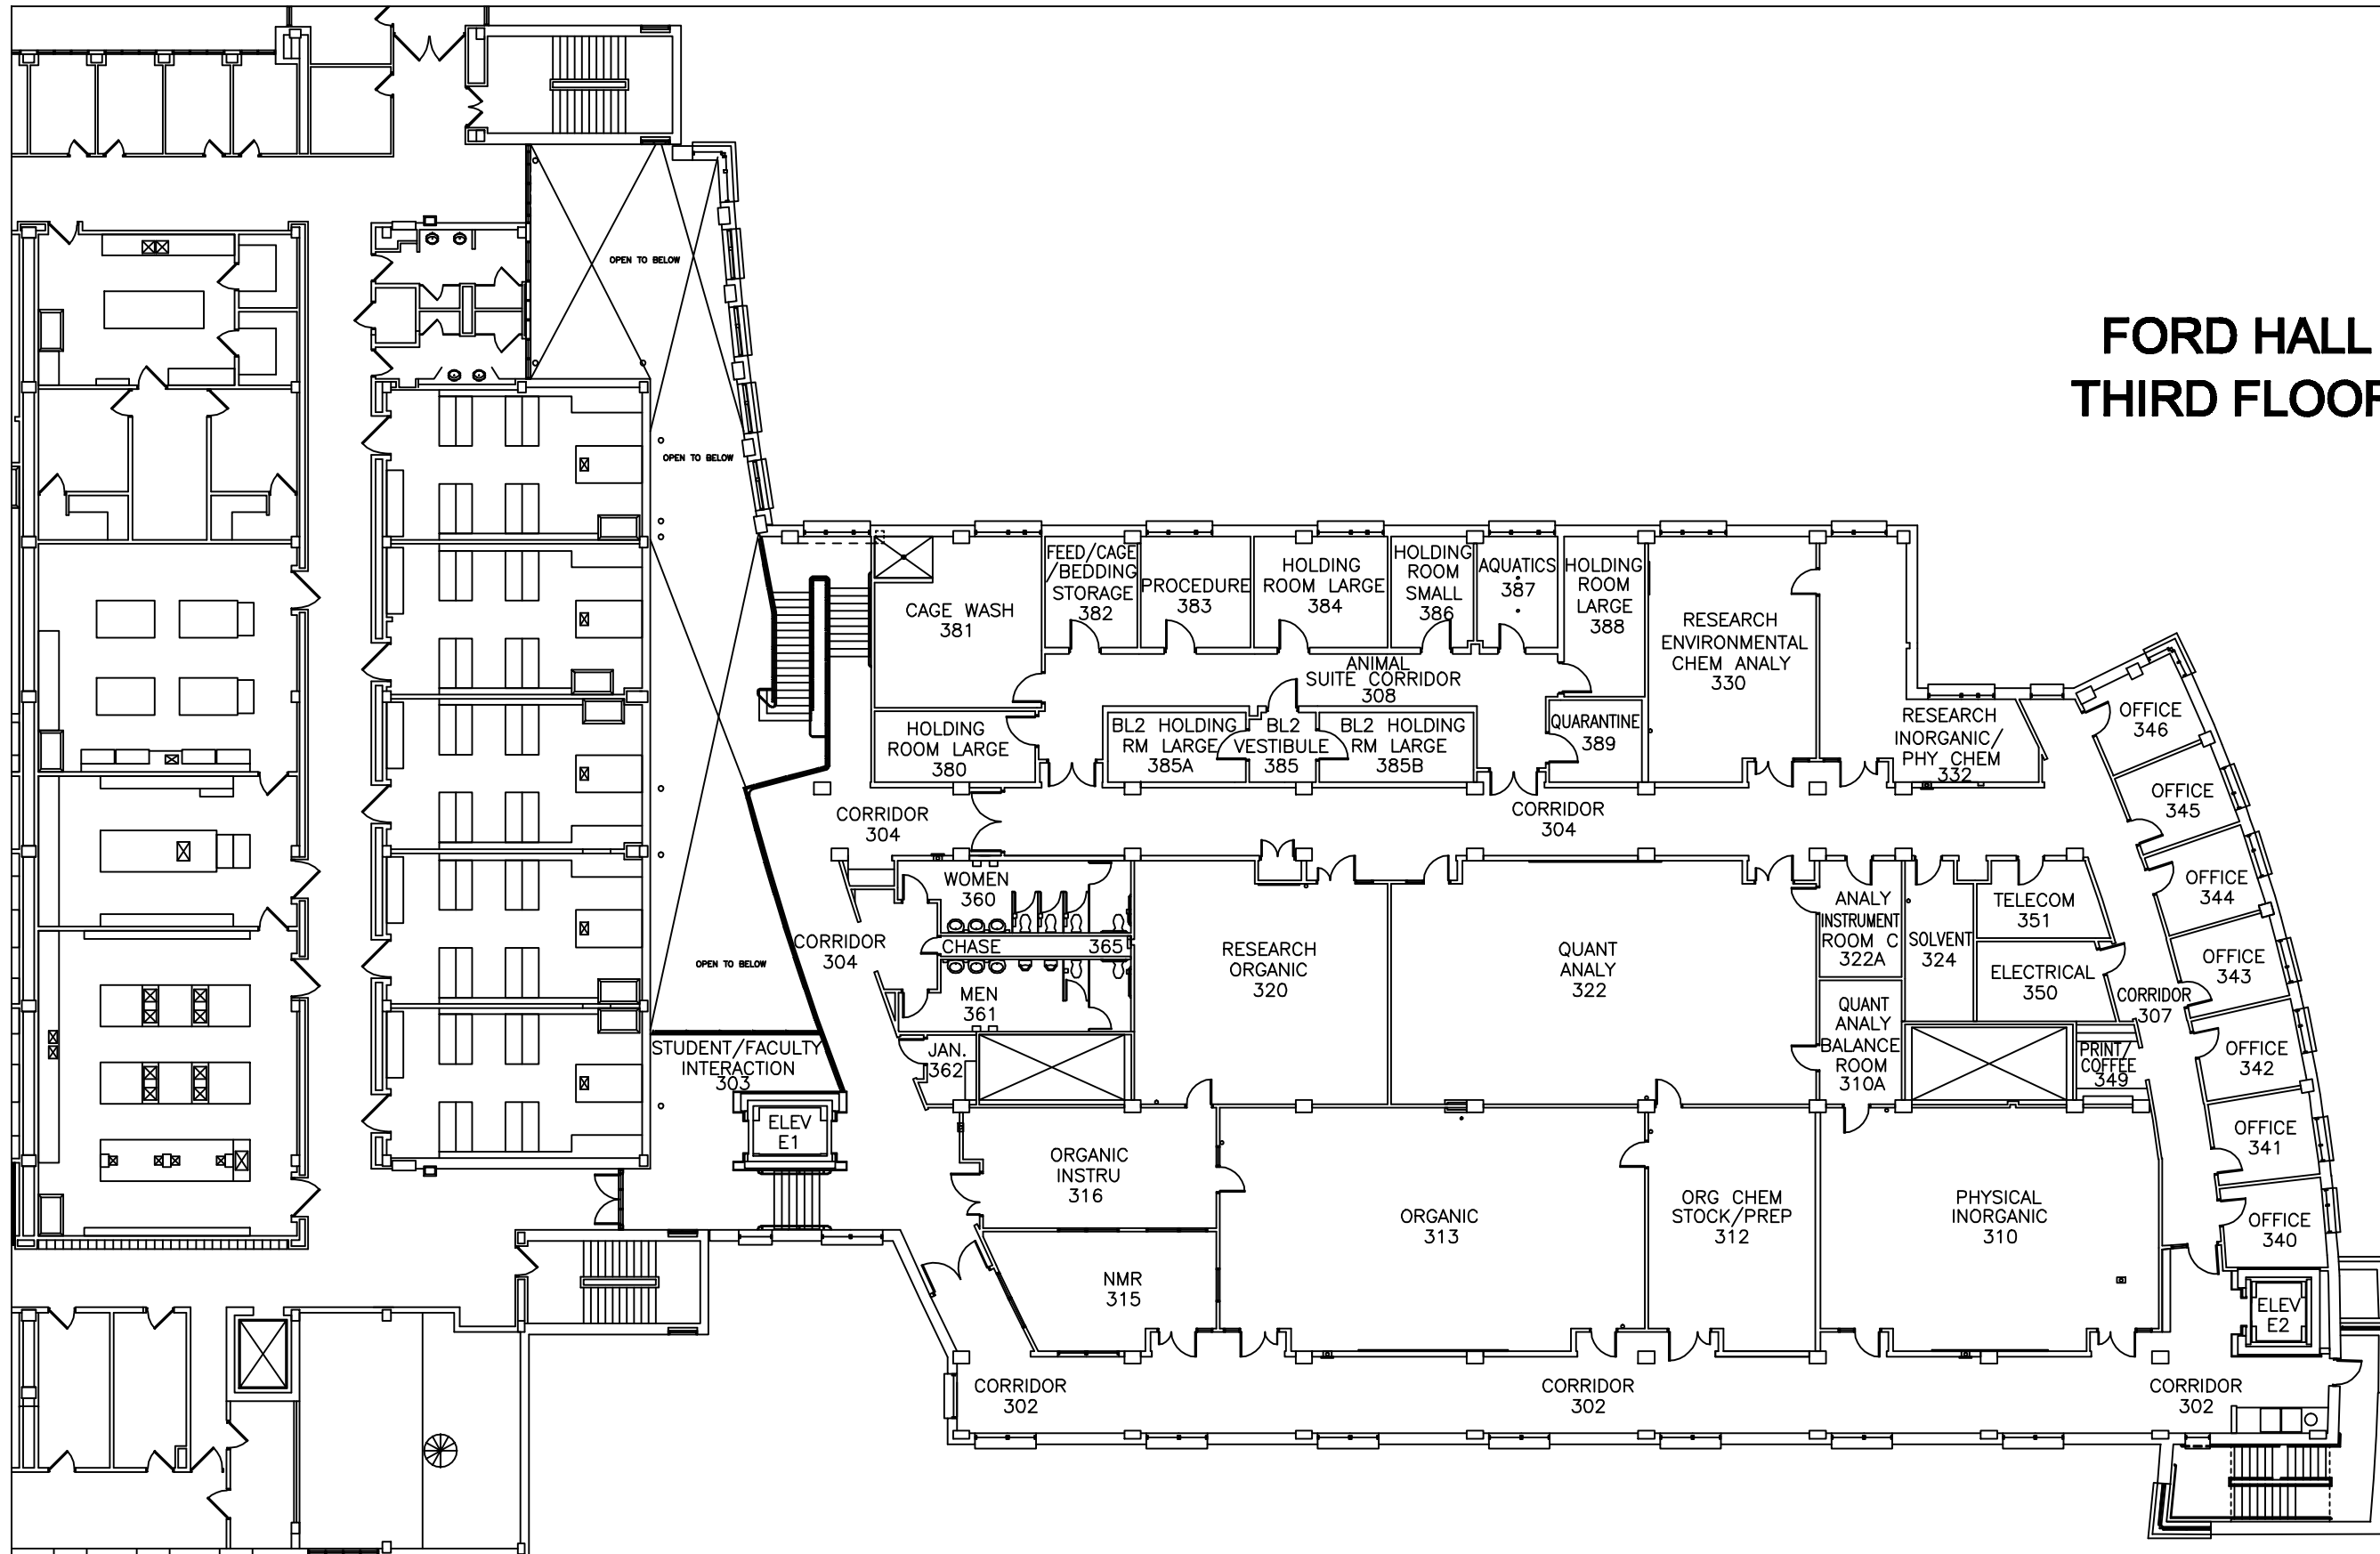 FORD HALL
THIRD FLOOR
OPEN TO BELOW
OPEN TO BELOW
OPEN TO BELOW
CAGE WASH
381
FEED/CAGE
/BEDDING
STORAGE
382
PROCEDURE
383
HOLDING
ROOM LARGE
384
HOLDING
ROOM
SMALL
386
AQUATICS
387
HOLDING
ROOM
LARGE
388
RESEARCH
ENVIRONMENTAL
CHEM ANALY
330
ANIMAL
SUITE CORRIDOR
308
HOLDING
ROOM LARGE
380
BL2 HOLDING
RM LARGE
385A
BL2
VESTIBULE
385
BL2 HOLDING
RM LARGE
385B
QUARANTINE
389
RESEARCH
INORGANIC/
PHY CHEM
332
OFFICE
346
OFFICE
345
OFFICE
344
OFFICE
343
OFFICE
342
OFFICE
341
OFFICE
340
CORRIDOR
304
CORRIDOR
304
CORRIDOR
304
WOMEN
360
CHASE 365
MEN
361
JAN.
362
RESEARCH
ORGANIC
320
QUANT
ANALY
322
ANALY
INSTRUMENT
ROOM C
322A
SOLVENT
324
TELECOM
351
ELECTRICAL
350
CORRIDOR
307
QUANT
ANALY
BALANCE
ROOM
310A
PRINT/
COFFEE
349
STUDENT/FACULTY
INTERACTION
303
ELEV
E1
ORGANIC
INSTRU
316
NMR
315
ORGANIC
313
ORG CHEM
STOCK/PREP
312
PHYSICAL
INORGANIC
310
ELEV
E2
CORRIDOR
302
CORRIDOR
302
CORRIDOR
302